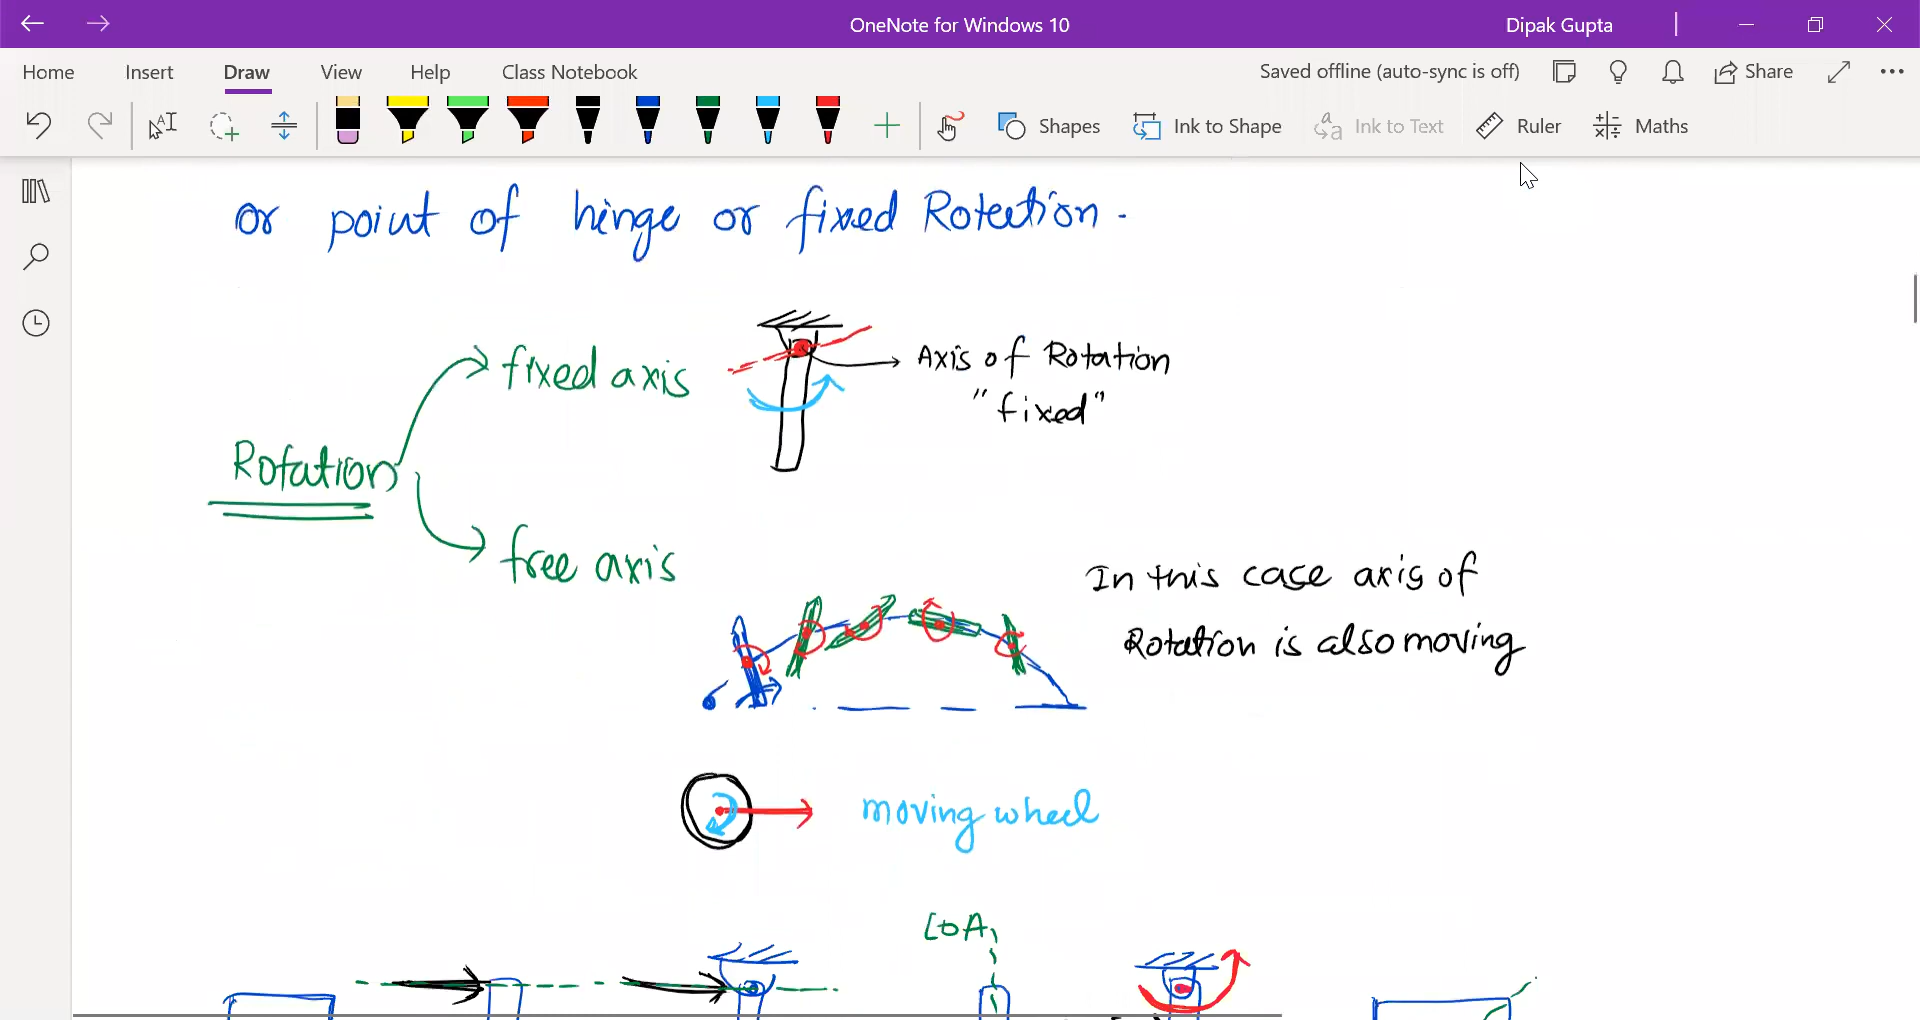 OneNote for Windows 10
Dipak Gupta
Home Insert Draw View Help Class Notebook
Saved offline (auto-sync is off) Share
Shapes Ink to Shape Ink to Text Ruler Maths
or point of hinge or fixed Rotection.
fixed axis
Axis of Rotation
"fixed"
Rotation
free axis
In this case axis of
Rotation is also moving
moving wheel
LOA